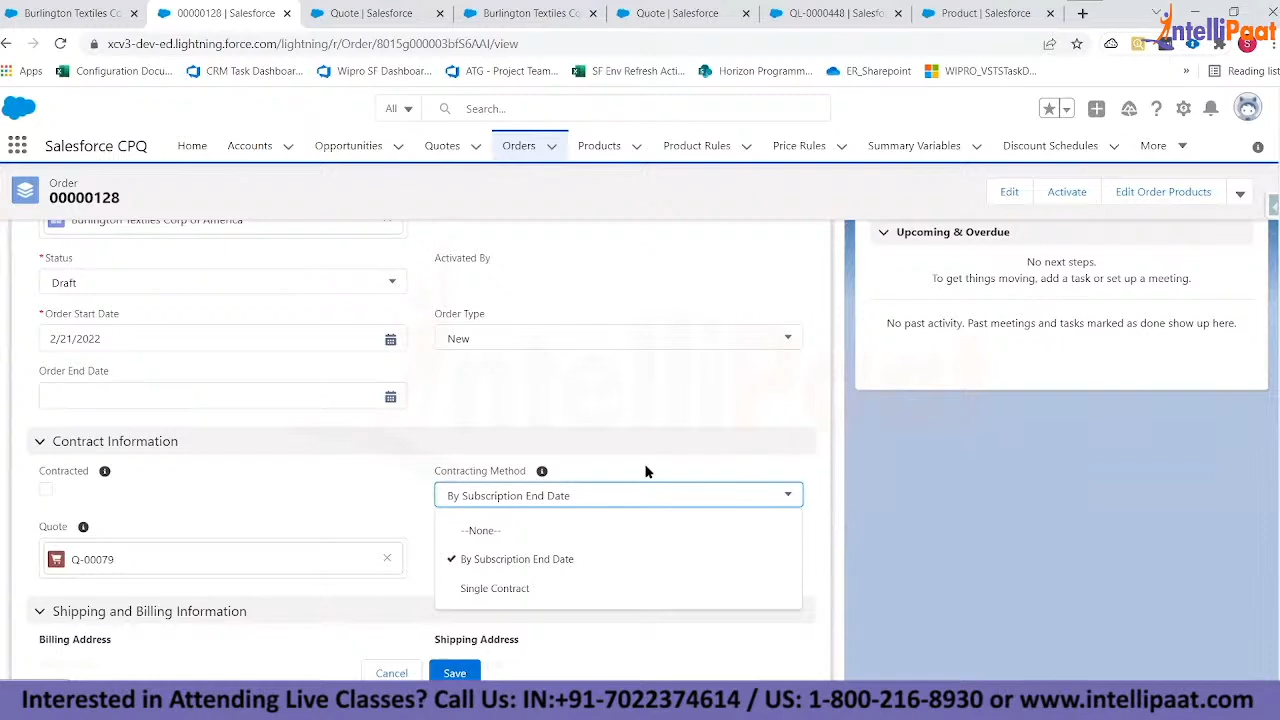 Burlington Textiles Co
00000128 | Salesforce
Quote | Salesforce
Burlington Textiles Co
Quote | Salesforce
QL-0000448 | Salesfo
Product | Salesforce
IntelliPaat
xcv3-dev-ed.lightning.force.com/lightning/r/Order/8015g000003bfSXAAI/view
Apps
Configuration Docu...
CRM Task Dashboar...
Wipro SF Dashboar...
ATG - Project Team...
SF Env Refresh Acti...
Horizon Programm...
ER_Sharepoint
WIPRO_VSTSTaskD...
»
Reading list
All
Search...
Salesforce CPQ
Home
Accounts
Opportunities
Quotes
Orders
Products
Product Rules
Price Rules
Summary Variables
Discount Schedules
More
Order
00000128
Edit
Activate
Edit Order Products
Burlington Textiles Corp of America
*Status
Draft
Activated By
*Order Start Date
2/21/2022
Order Type
New
Order End Date
Contract Information
Contracted
Contracting Method
By Subscription End Date
--None--
By Subscription End Date
Single Contract
Quote
Q-00079
Shipping and Billing Information
Billing Address
Shipping Address
Cancel
Save
Upcoming & Overdue
No next steps.
To get things moving, add a task or set up a meeting.
No past activity. Past meetings and tasks marked as done show up here.
Interested in Attending Live Classes? Call Us: IN:+91-7022374614 / US: 1-800-216-8930 or www.intellipaat.com